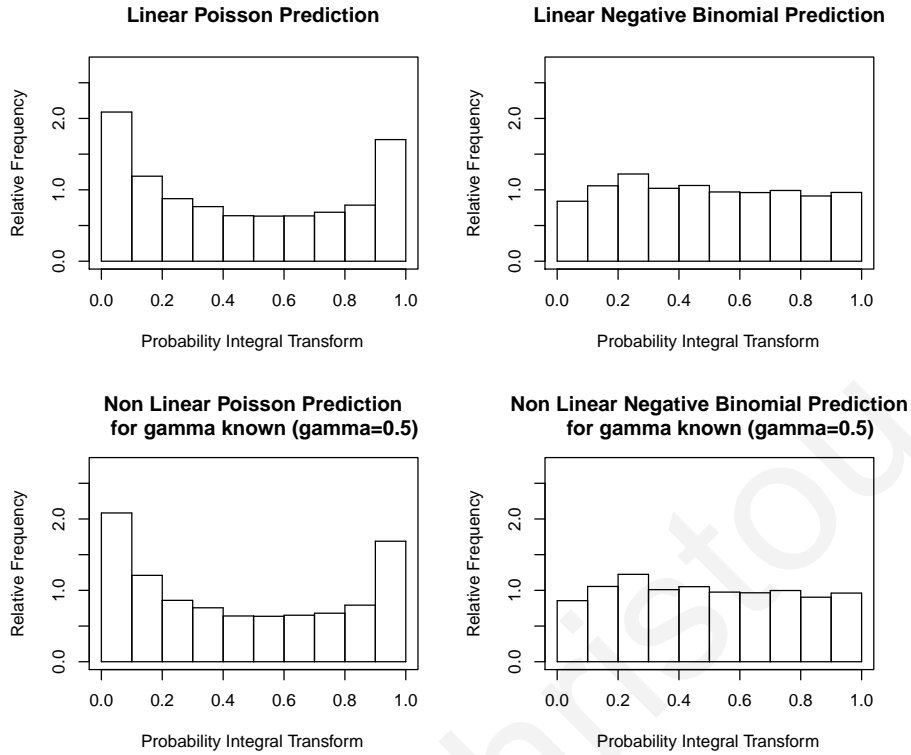 Linear Poisson Prediction
Relative Frequency
2.0
1.0
0.0
0.0 0.2 0.4 0.6 0.8 1.0
Probability Integral Transform
Linear Negative Binomial Prediction
Relative Frequency
2.0
1.0
0.0
0.0 0.2 0.4 0.6 0.8 1.0
Probability Integral Transform
Non Linear Poisson Prediction
for gamma known (gamma=0.5)
Relative Frequency
2.0
1.0
0.0
0.0 0.2 0.4 0.6 0.8 1.0
Probability Integral Transform
Non Linear Negative Binomial Prediction
for gamma known (gamma=0.5)
Relative Frequency
2.0
1.0
0.0
0.0 0.2 0.4 0.6 0.8 1.0
Probability Integral Transform
hristou